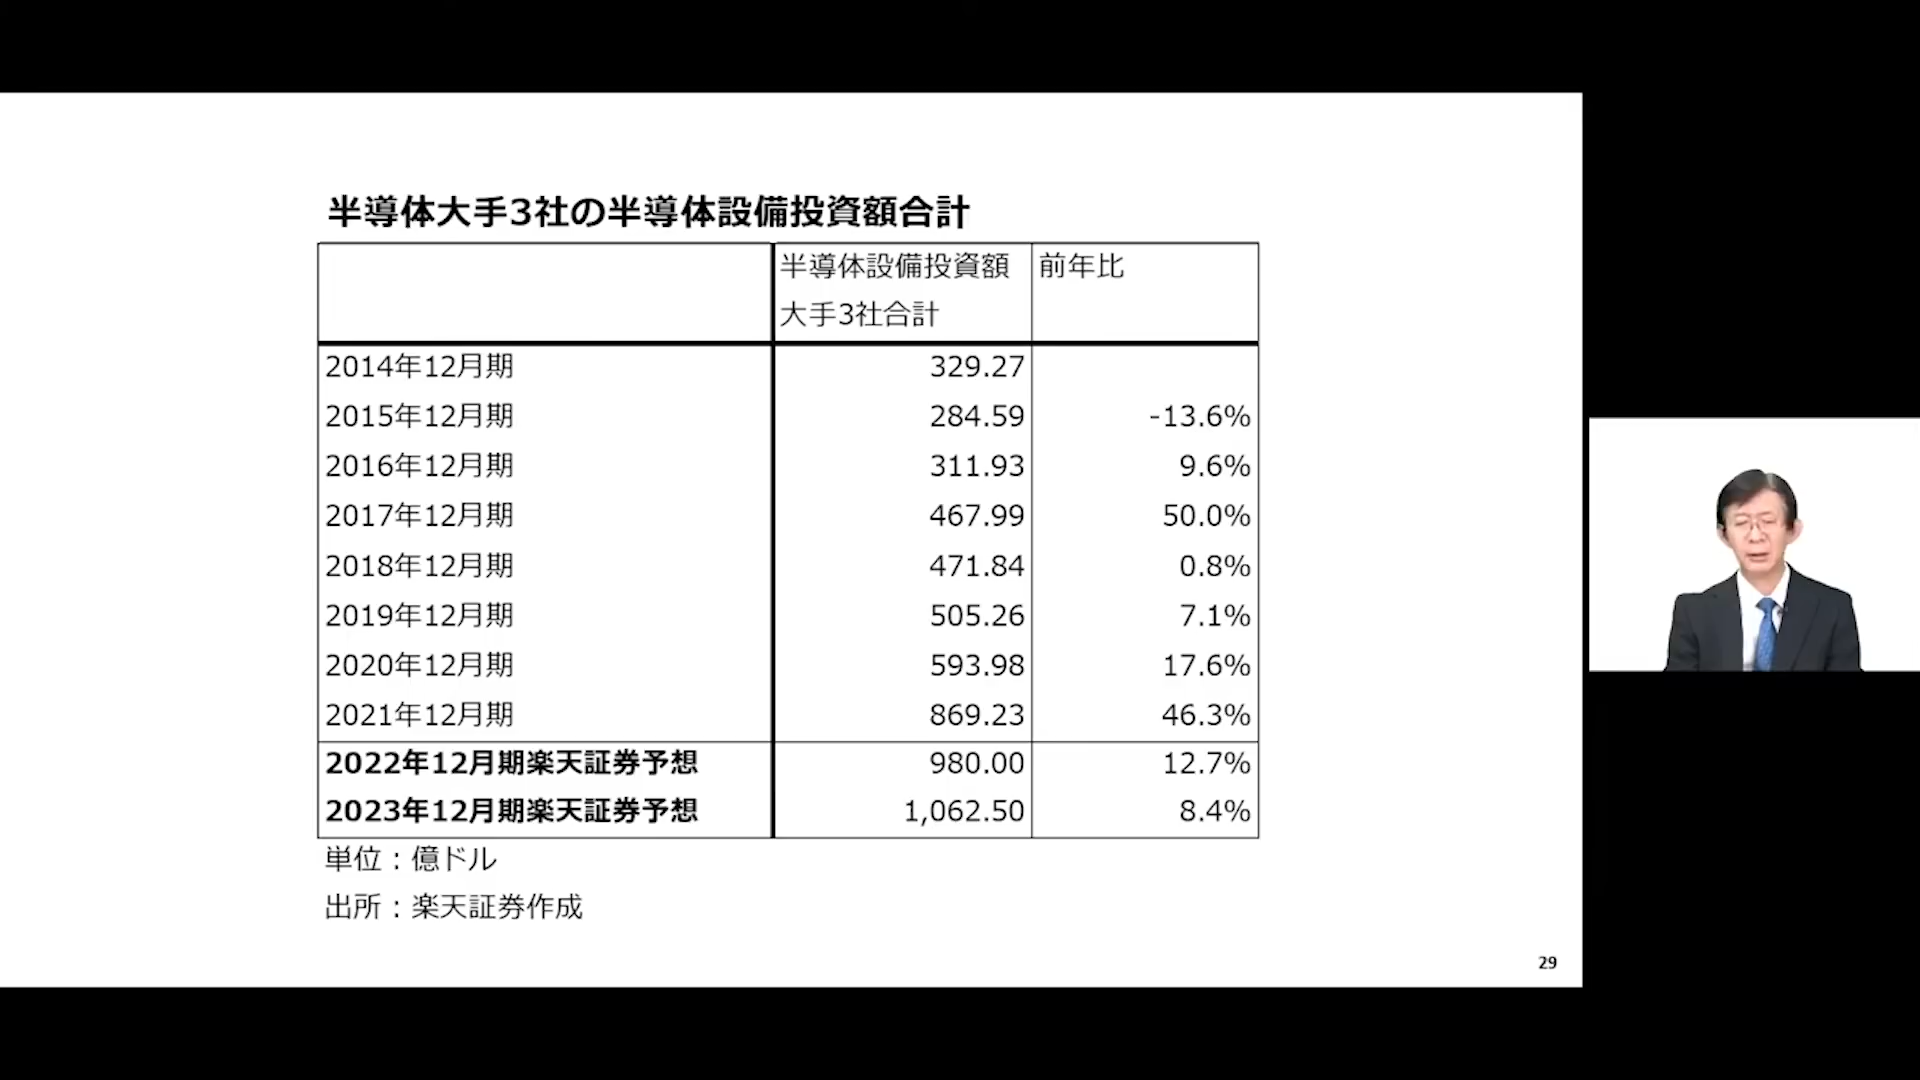 半導体大手3社の半導体設備投資額合計
半導体設備投資額 前年比
大手3社合計
2014年12月期 329.27
2015年12月期 284.59 -13.6%
2016年12月期 311.93 9.6%
2017年12月期 467.99 50.0%
2018年12月期 471.84 0.8%
2019年12月期 505.26 7.1%
2020年12月期 593.98 17.6%
2021年12月期 869.23 46.3%
2022年12月期楽天証券予想 980.00 12.7%
2023年12月期楽天証券予想 1,062.50 8.4%
単位：億ドル
出所：楽天証券作成
29